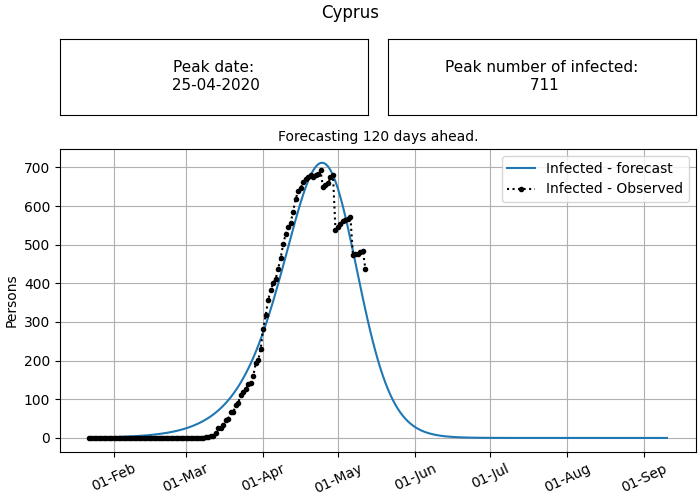 Cyprus
Peak date:
25-04-2020
Peak number of infected:
711
Forecasting 120 days ahead.
Infected - forecast
Infected - Observed
Persons
700
600
500
400
300
200
100
0
01-Feb
01-Mar
01-Apr
01-May
01-Jun
01-Jul
01-Aug
01-Sep